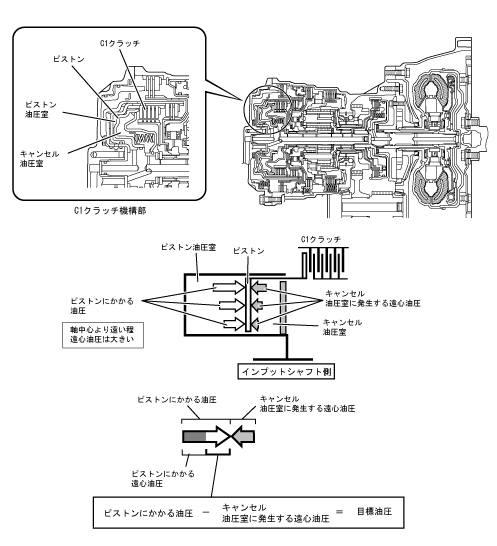 C1クラッチ
ピストン
ピストン
油圧室
キャンセル
油圧室
C1クラッチ機構部
ピストン油圧室
ピストン
C1クラッチ
ピストンにかかる
油圧
キャンセル
油圧室に発生する遠心油圧
軸中心より遠い程
遠心油圧は大きい
キャンセル
油圧室
インプットシャフト側
ピストンにかかる油圧
キャンセル
油圧室に発生する遠心油圧
ピストンにかかる
遠心油圧
ピストンにかかる油圧 − キャンセル
油圧室に発生する遠心油圧 = 目標油圧